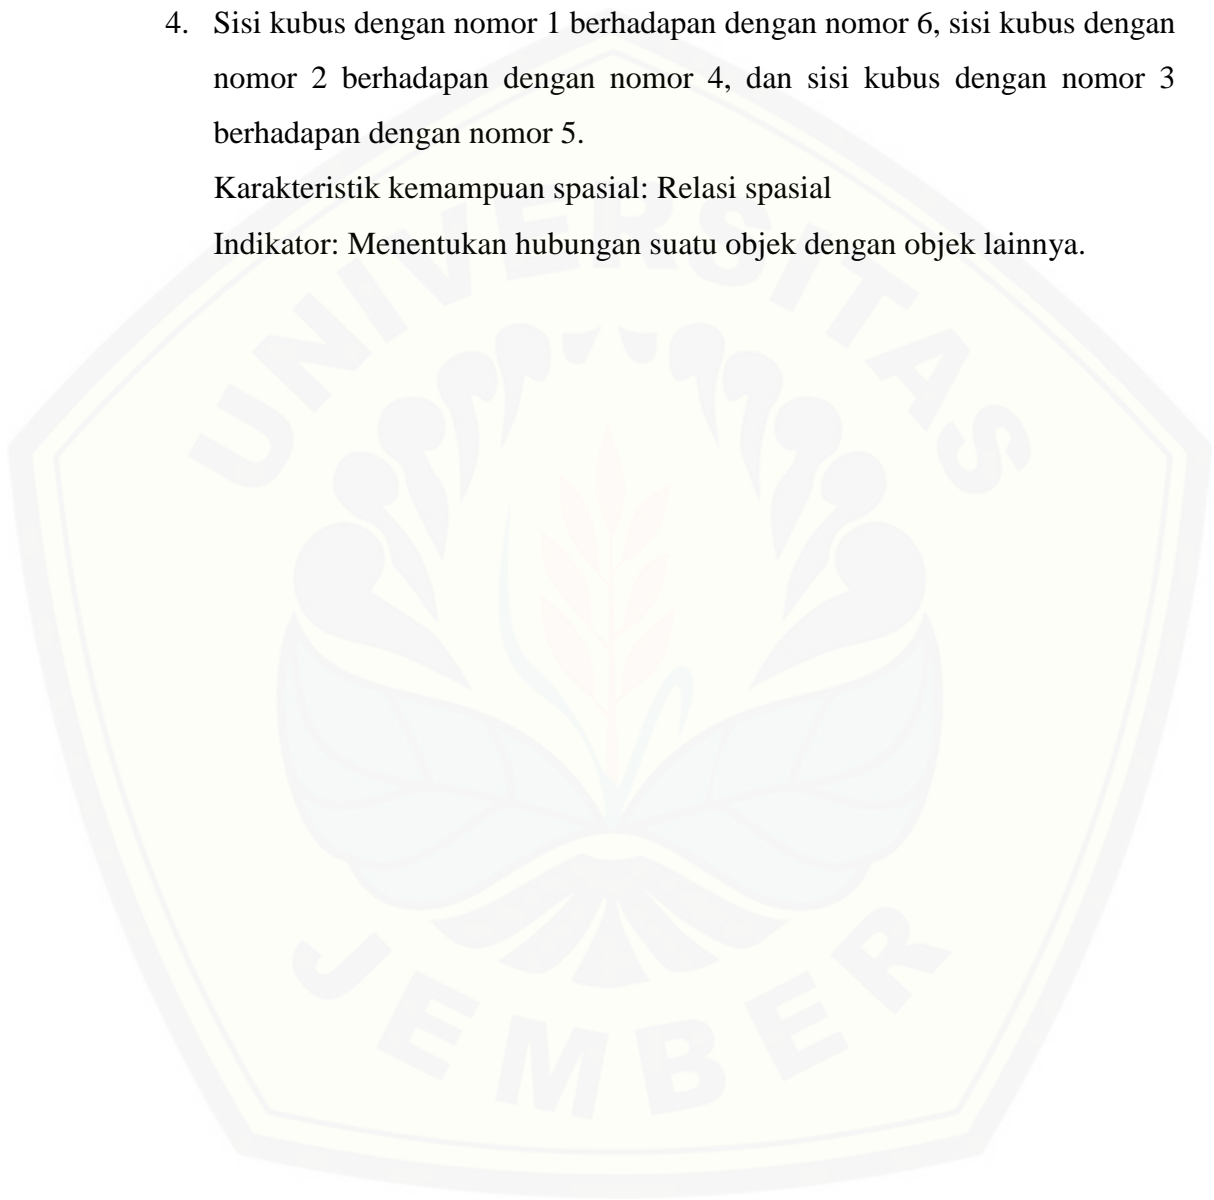 4. Sisi kubus dengan nomor 1 berhadapan dengan nomor 6, sisi kubus dengan
nomor 2 berhadapan dengan nomor 4, dan sisi kubus dengan nomor 3
berhadapan dengan nomor 5.
Karakteristik kemampuan spasial: Relasi spasial
Indikator: Menentukan hubungan suatu objek dengan objek lainnya.
UNIVERSITAS
JEMBER